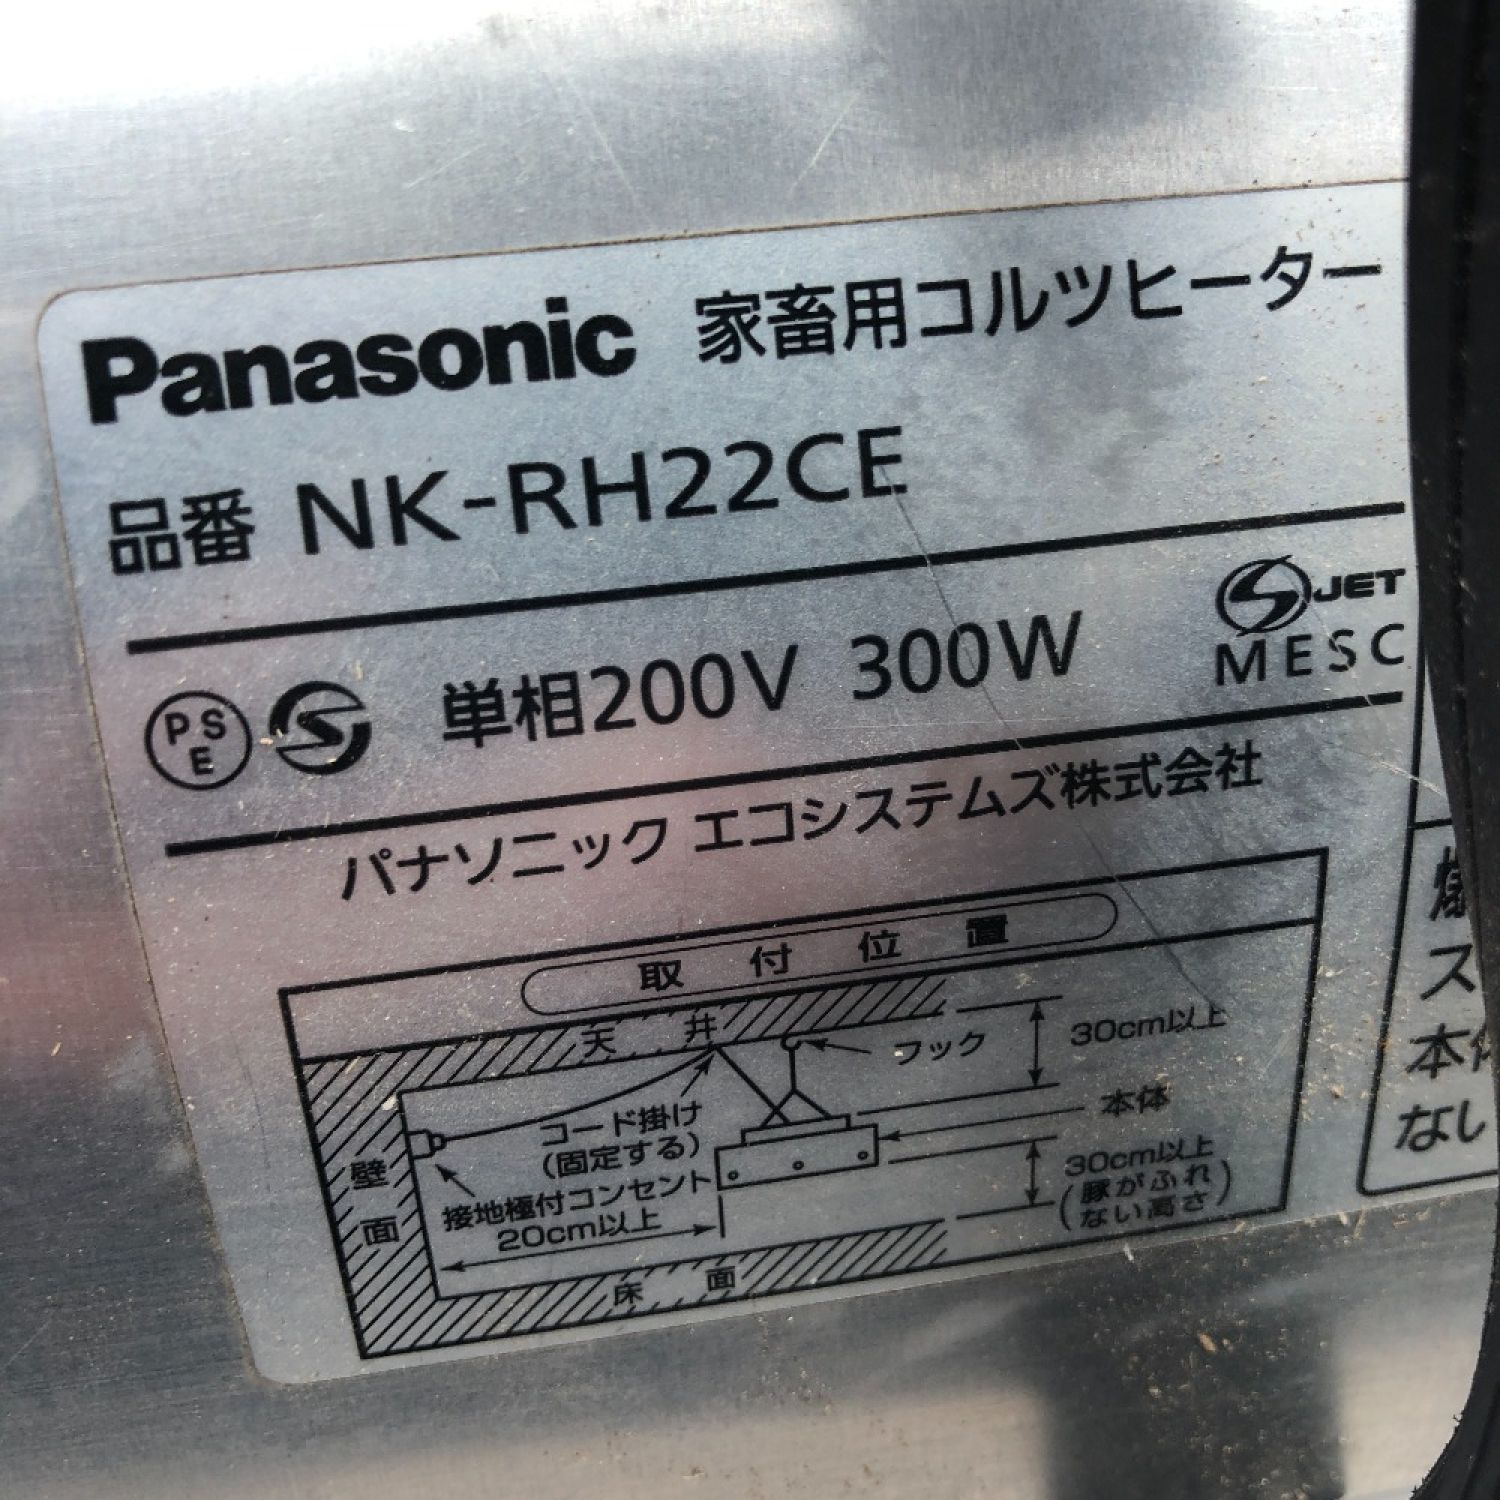 Panasonic 家畜用コルツヒーター
品番 NK-RH22CE
PSE 単相200V 300W JET
MESC
パナソニック エコシステムズ株式会社
取付位置
天井
フック
30cm以上
コード掛け
(固定する)
本体
壁面
接地極付コンセント
20cm以上
30cm以上
(豚がふれ
ない高さ)
床面
ス
本体
ない